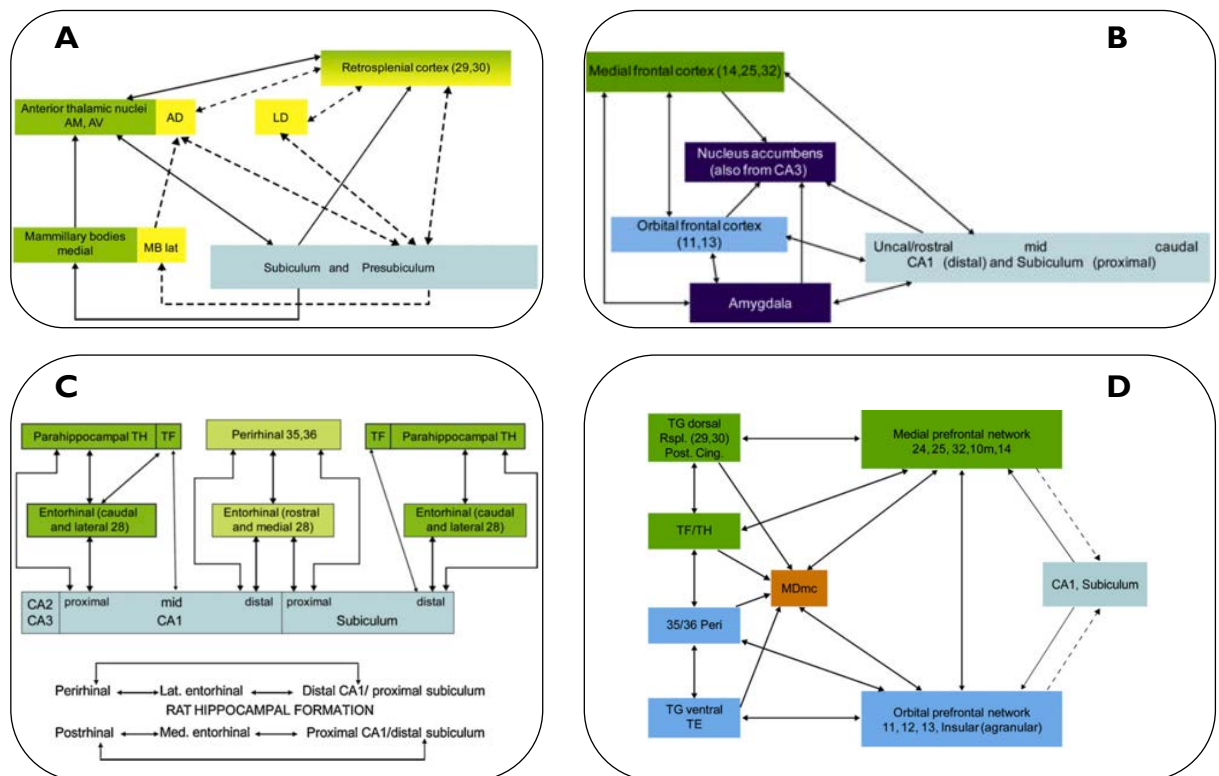 A
Retrosplenial cortex (29,30)
Anterior thalamic nuclei
AM, AV
AD
LD
Mammillary bodies
medial
MB lat
Subiculum and Presubiculum
B
Medial frontal cortex (14,25,32)
Nucleus accumbens
(also from CA3)
Orbital frontal cortex
(11,13)
Uncal/rostral mid caudal
CA1 (distal) and Subiculum (proximal)
Amygdala
C
Parahippocampal TH TF
Perirhinal 35,36
TF Parahippocampal TH
Entorhinal (caudal
and lateral 28)
Entorhinal (rostral
and medial 28)
Entorhinal (caudal
and lateral 28)
CA2
CA3
proximal mid distal
CA1
proximal distal
Subiculum
Perirhinal Lat. entorhinal Distal CA1/ proximal subiculum
RAT HIPPOCAMPAL FORMATION
Postrhinal Med. entorhinal Proximal CA1/distal subiculum
D
TG dorsal
Rspl. (29,30)
Post. Cing.
Medial prefrontal network
24, 25, 32,10m,14
TF/TH
MDmc
CA1, Subiculum
35/36 Peri
TG ventral
TE
Orbital prefrontal network
11, 12, 13, Insular (agranular)